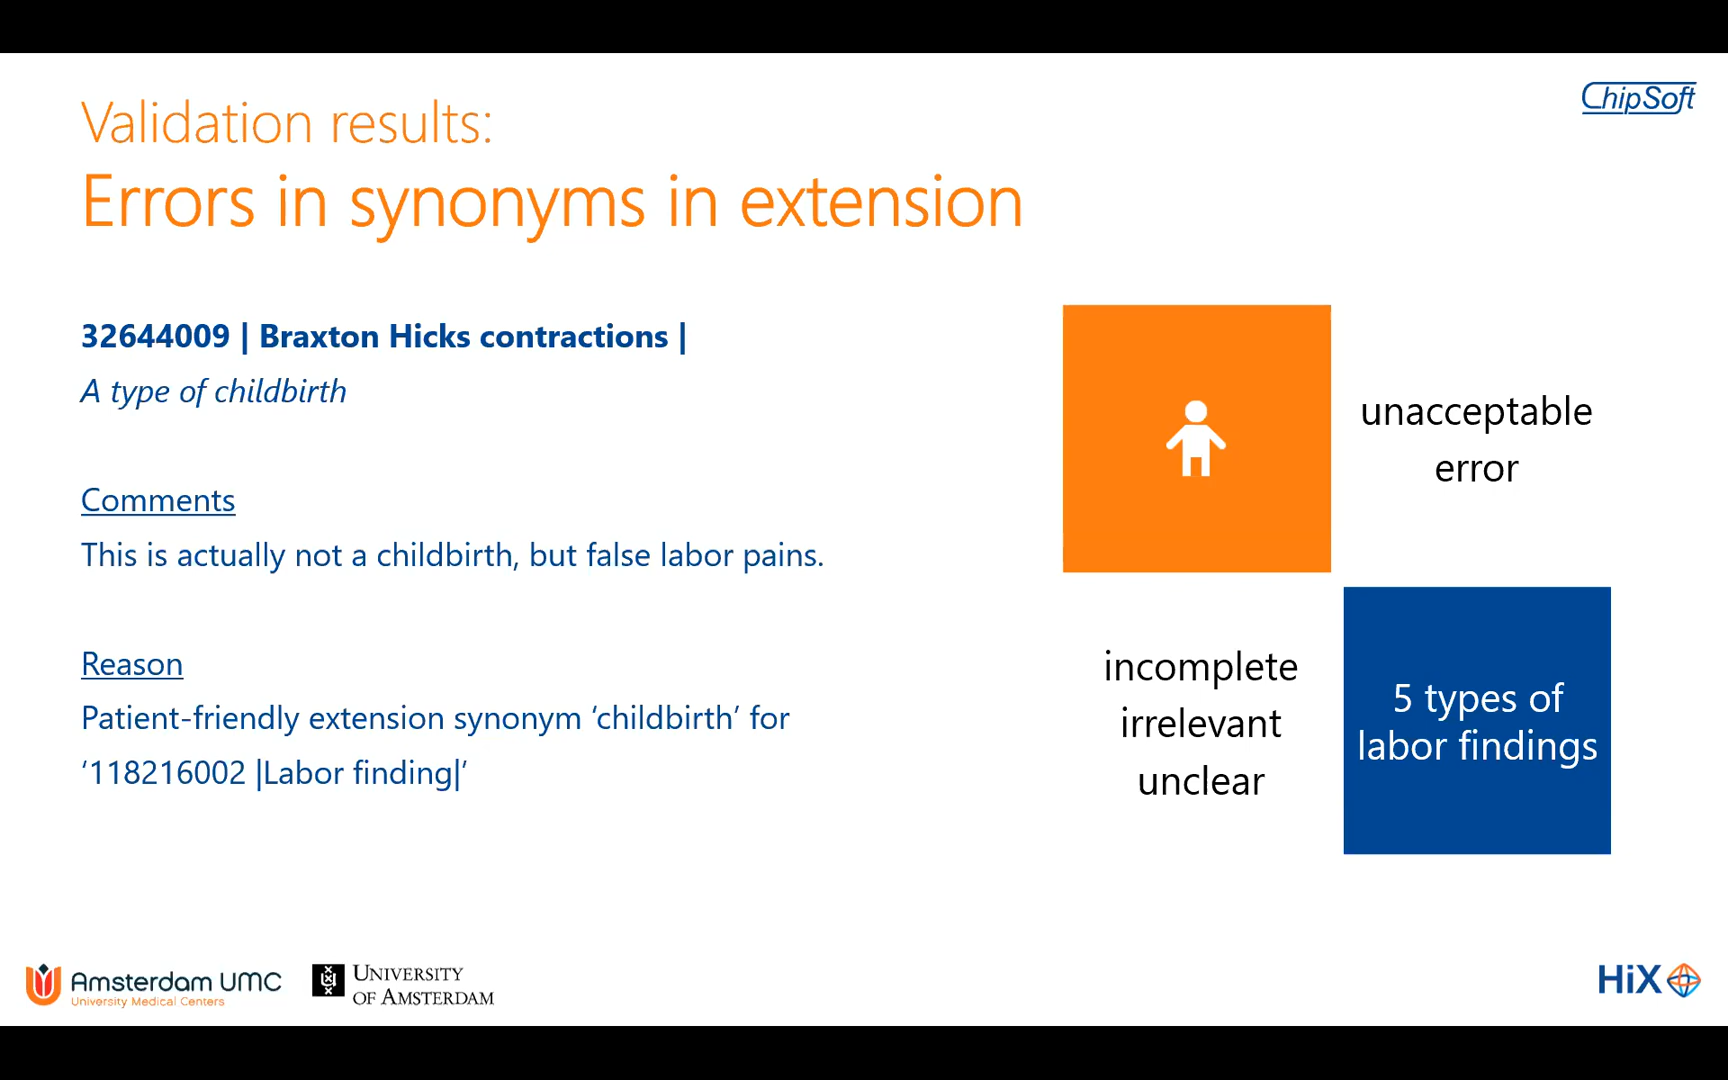 ChipSoft
Validation results:
Errors in synonyms in extension
32644009 | Braxton Hicks contractions |
A type of childbirth
Comments
This is actually not a childbirth, but false labor pains.
Reason
Patient-friendly extension synonym ‘childbirth’ for
‘118216002 |Labor finding|’
unacceptable
error
incomplete
irrelevant
unclear
5 types of
labor findings
Amsterdam UMC
University Medical Centers
UNIVERSITY
OF AMSTERDAM
HiX